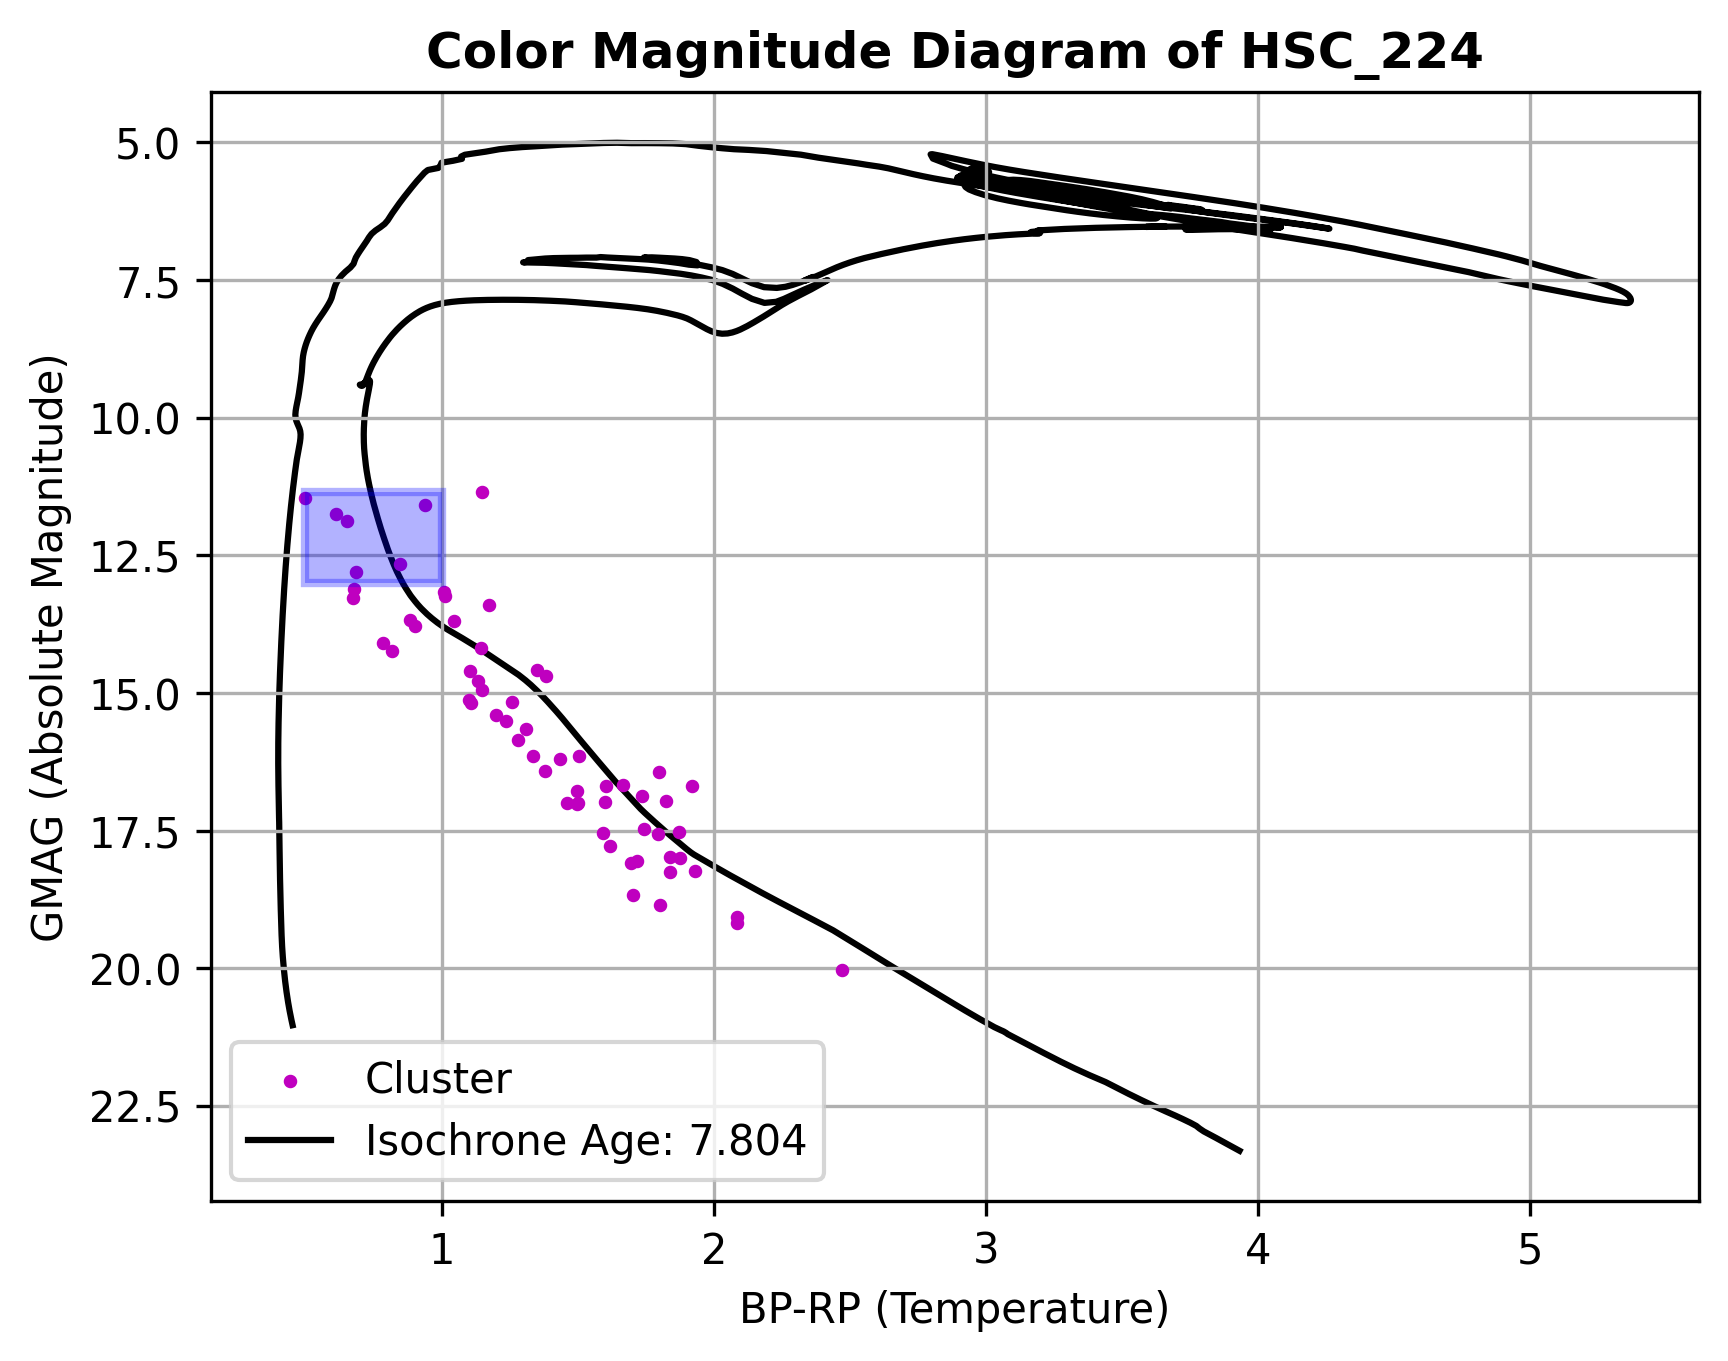 Color Magnitude Diagram of HSC_224
GMAG (Absolute Magnitude)
5.0
7.5
10.0
12.5
15.0
17.5
20.0
22.5
Cluster
Isochrone Age: 7.804
1 2 3 4 5
BP-RP (Temperature)